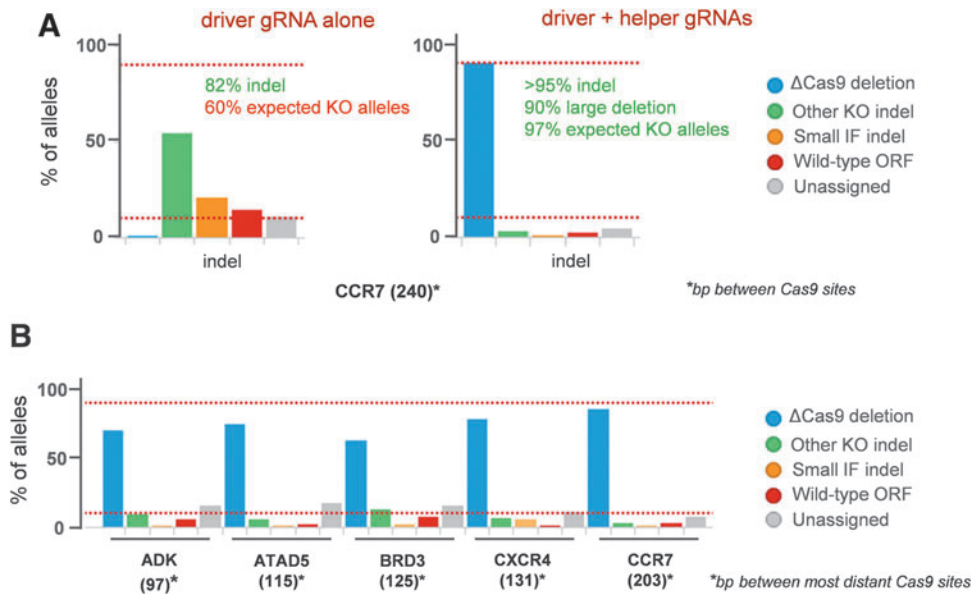 A
driver gRNA alone
driver + helper gRNAs
100
50
0
% of alleles
82% indel
60% expected KO alleles
indel
100
50
0
>95% indel
90% large deletion
97% expected KO alleles
indel
ΔCas9 deletion
Other KO indel
Small IF indel
Wild-type ORF
Unassigned
CCR7 (240)*
*bp between Cas9 sites
B
100
50
0
% of alleles
ΔCas9 deletion
Other KO indel
Small IF indel
Wild-type ORF
Unassigned
ADK ATAD5 BRD3 CXCR4 CCR7
(97)* (115)* (125)* (131)* (203)*
*bp between most distant Cas9 sites